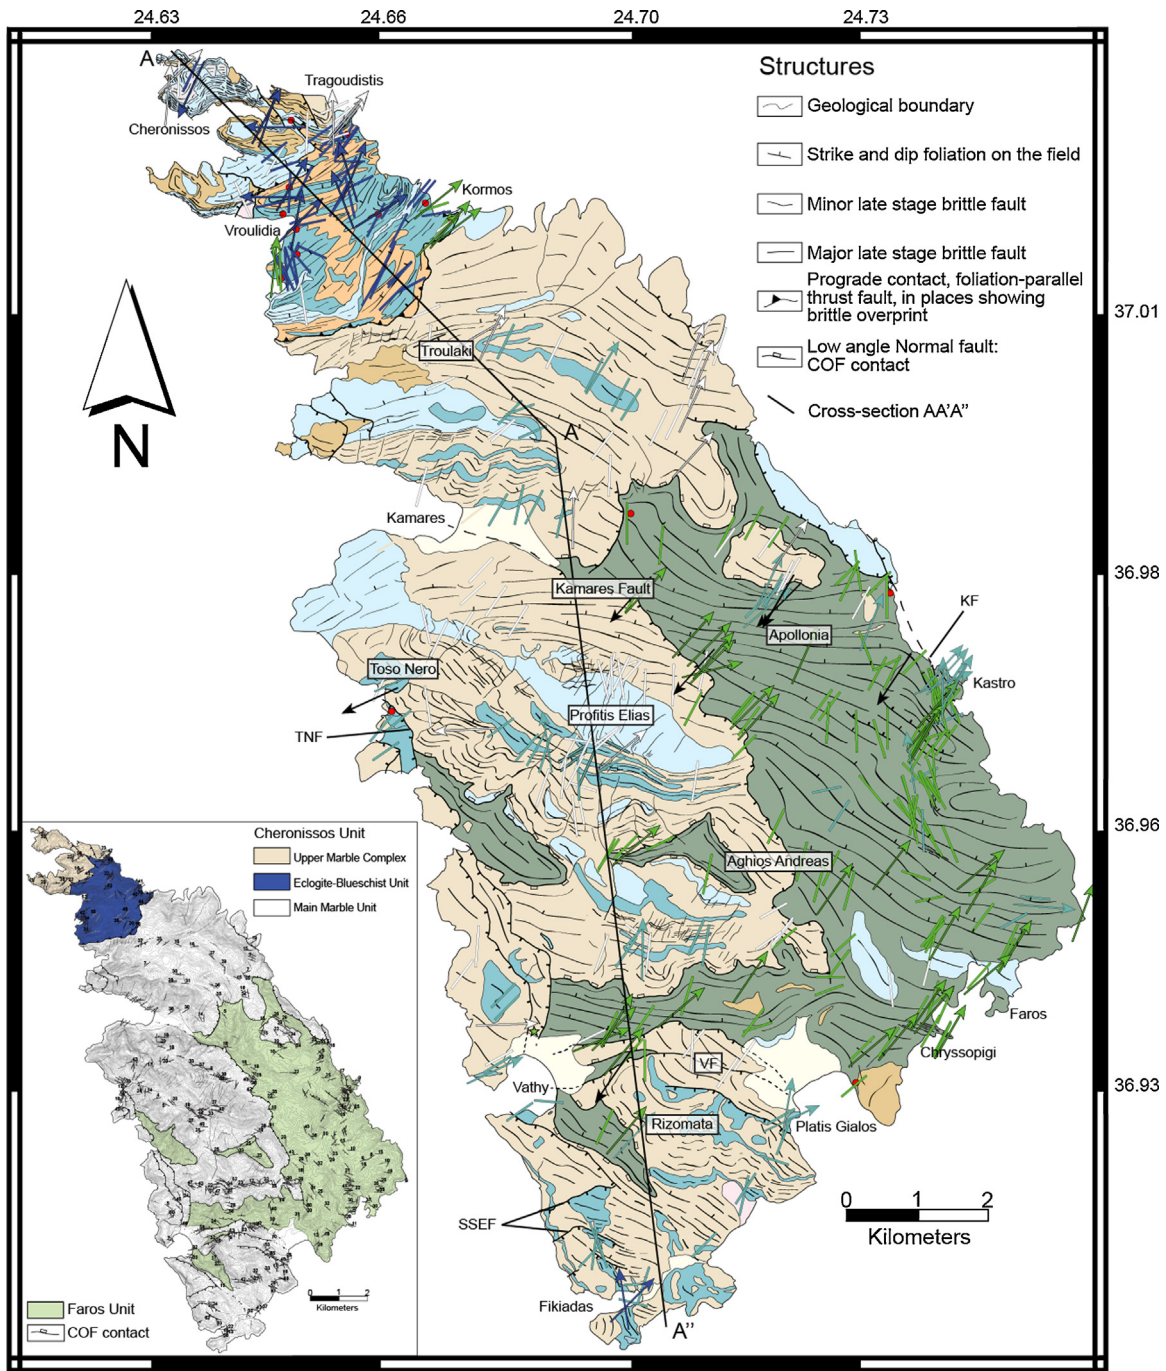 24.63
24.66
24.70
24.73
A
Tragoudistis
Cheronissos
Kormos
Vroulidia
Structures
Geological boundary
Strike and dip foliation on the field
Minor late stage brittle fault
Major late stage brittle fault
Prograde contact, foliation-parallel
thrust fault, in places showing
brittle overprint
Low angle Normal fault:
COF contact
Cross-section AA'A''
37.01
N
Troulaki
A'
Kamares
Kamares Fault
36.98
KF
Apollonia
Toso Nero
Kastro
Profitis Elias
TNF
36.96
Aghios Andreas
Faros
Chryssopigi
VF
Vathy
36.93
Rizomata
Platis Gialos
SSEF
0 1 2
Kilometers
Fikiadas
A''
Cheronissos Unit
Upper Marble Complex
Eclogite-Blueschist Unit
Main Marble Unit
0 1 2
Kilometers
Faros Unit
COF contact